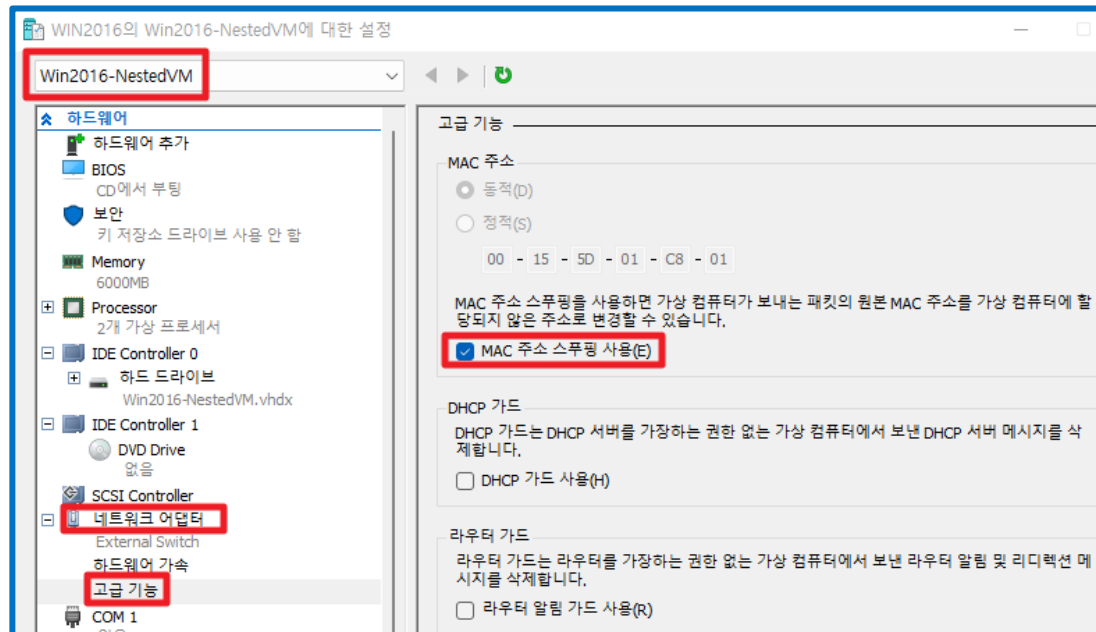 WIN2016의 Win2016-NestedVM에 대한 설정
Win2016-NestedVM
하드웨어
하드웨어 추가
BIOS
CD에서 부팅
보안
키 저장소 드라이브 사용 안 함
Memory
6000MB
Processor
2개 가상 프로세서
IDE Controller 0
하드 드라이브
Win2016-NestedVM.vhdx
IDE Controller 1
DVD Drive
없음
SCSI Controller
네트워크 어댑터
External Switch
하드웨어 가속
고급 기능
COM 1
고급 기능
MAC 주소
동적(D)
정적(S)
00 - 15 - 5D - 01 - C8 - 01
MAC 주소 스푸핑을 사용하면 가상 컴퓨터가 보내는 패킷의 원본 MAC 주소를 가상 컴퓨터에 할
당되지 않은 주소로 변경할 수 있습니다.
MAC 주소 스푸핑 사용(E)
DHCP 가드
DHCP 가드는 DHCP 서버를 가장하는 권한 없는 가상 컴퓨터에서 보낸 DHCP 서버 메시지를 삭
제합니다.
DHCP 가드 사용(H)
라우터 가드
라우터 가드는 라우터를 가장하는 권한 없는 가상 컴퓨터에서 보낸 라우터 알림 및 리디렉션 메
시지를 삭제합니다.
라우터 알림 가드 사용(R)